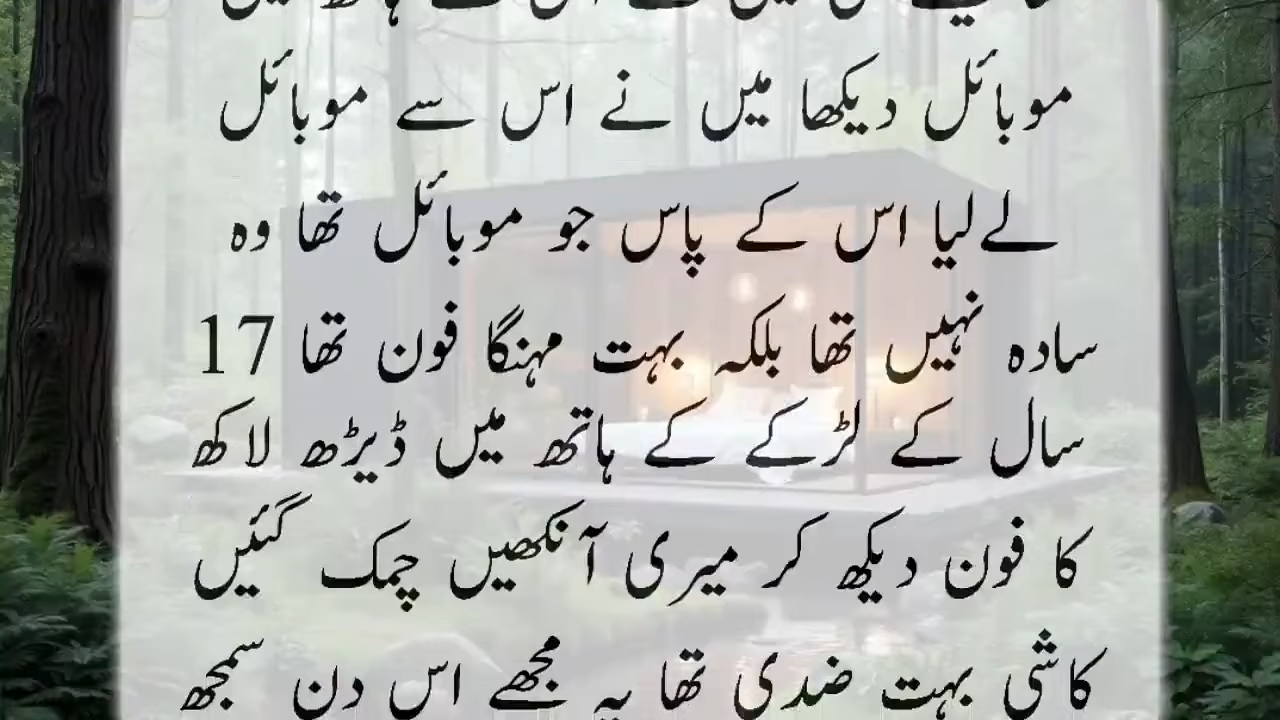 موبائل دیکھا میں نے اس سے موبائل
لےلیا اس کے پاس جو موبائل تھا وہ
سادہ نہیں تھا بلکہ بہت مہنگا فون تھا 17
سال کے لڑکے کے ہاتھ میں ڈیڑھ لاکھ
کا فون دیکھ کر میری آنکھیں چمک گئیں
کاشی بہت ضدی تھا یہ مجھے اس دن سمجھ